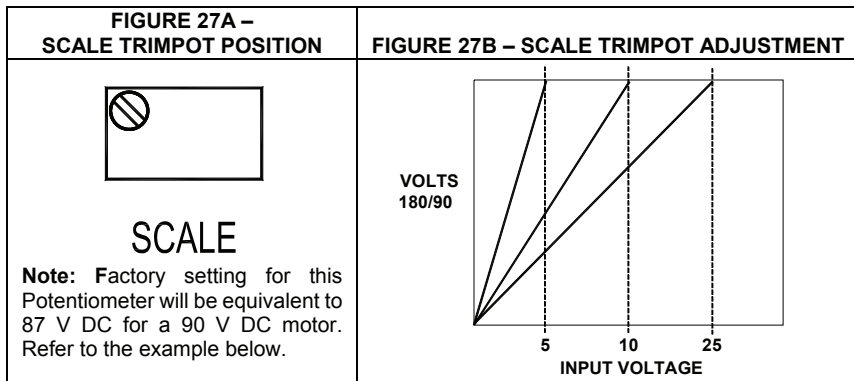 FIGURE 27A –
SCALE TRIMPOT POSITION
FIGURE 27B – SCALE TRIMPOT ADJUSTMENT
SCALE
Note: Factory setting for this
Potentiometer will be equivalent to
87 V DC for a 90 V DC motor.
Refer to the example below.
VOLTS
180/90
5 10 25
INPUT VOLTAGE